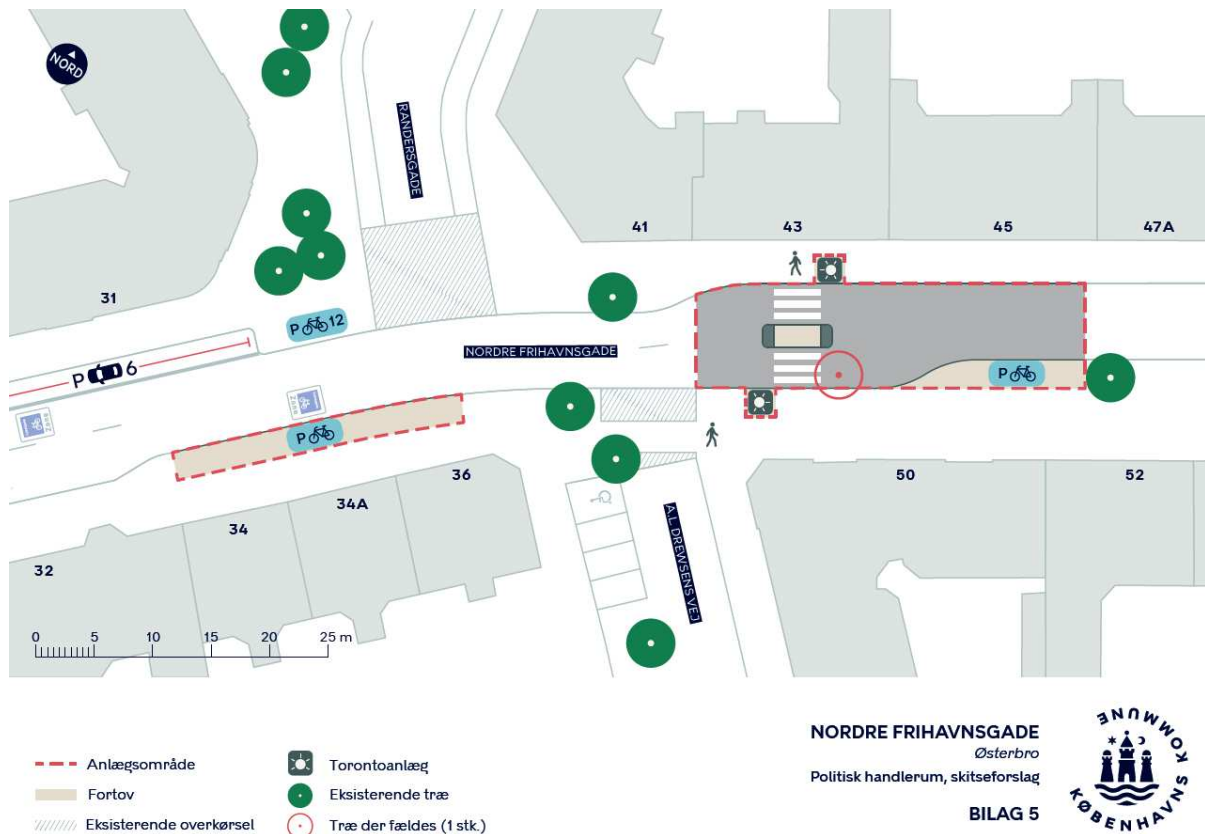 NORD
RANDERSGADE
41
43
45
47A
31
P 12
NORDRE FRIHAVNSGADE
P 6
P
P
ZONE
ZONE
36
34A
34
32
50
52
A.L. DREWSENS VEJ
0 5 10 15 20 25 m
NORDRE FRIHAVNSGADE
Østerbro
Politisk handlerum, skitseforslag
BILAG 5
KØBENHAVNS KOMMUNE
Anlægsområde
Fortov
Eksisterende overkørsel
Torontoanlæg
Eksisterende træ
Træ der fældes (1 stk.)